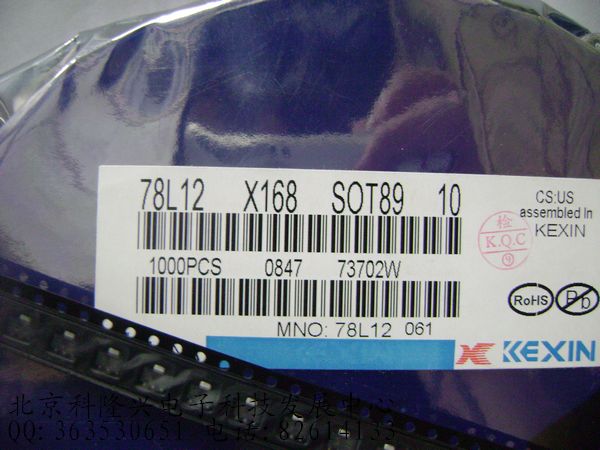 78L12 X168 SOT89 10
1000PCS 0847 73702W
MNO: 78L12 061
CS:US
assembled In
KEXIN
检
K.Q.C
RoHS
Pb
KEXIN
北京科隆兴电子科技发展中心
QQ: 363530651 电话: 82614133